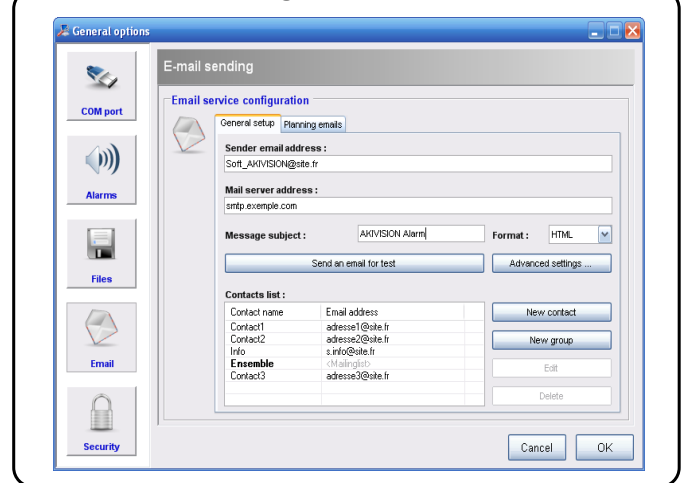 General options
E-mail sending
COM port
Alarms
Files
Email
Security
Email service configuration
General setup Planning emails
Sender email address :
Soft_AKIVISION@site.fr
Mail server address :
smtp.exemple.com
Message subject : AKIVISION Alarm Format : HTML
Send an email for test Advanced settings ...
Contacts list :
Contact name Email address
Contact1 adresse1@site.fr
Contact2 adresse2@site.fr
Info s.info@site.fr
Ensemble <Mailinglist>
Contact3 adresse3@site.fr
New contact
New group
Edit
Delete
Cancel OK